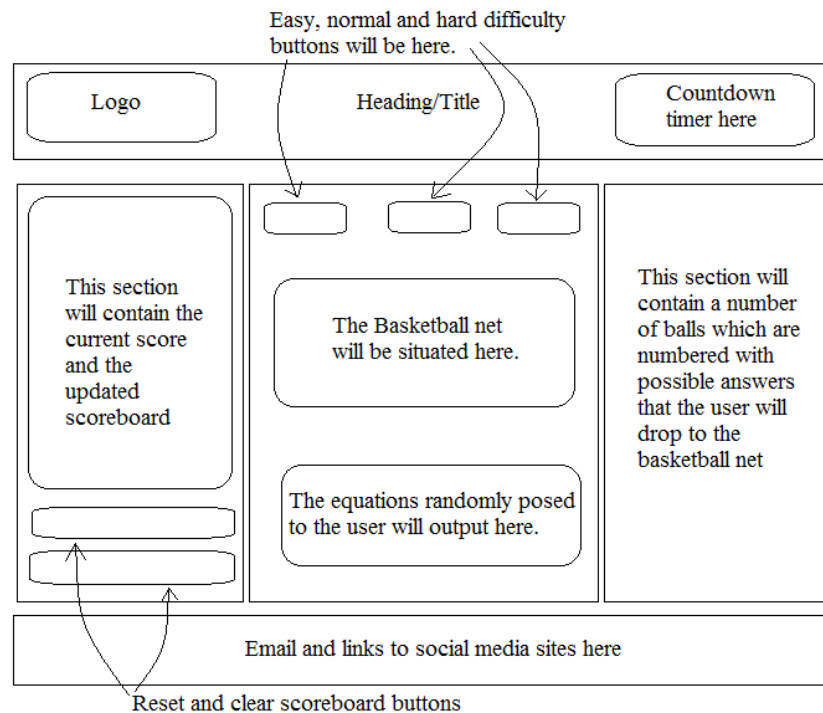 Easy, normal and hard difficulty
buttons will be here.
Logo
Heading/Title
Countdown
timer here
This section
will contain the
current score
and the
updated
scoreboard
The Basketball net
will be situated here.
The equations randomly posed
to the user will output here.
This section will
contain a number
of balls which are
numbered with
possible answers
that the user will
drop to the
basketball net
Email and links to social media sites here
Reset and clear scoreboard buttons